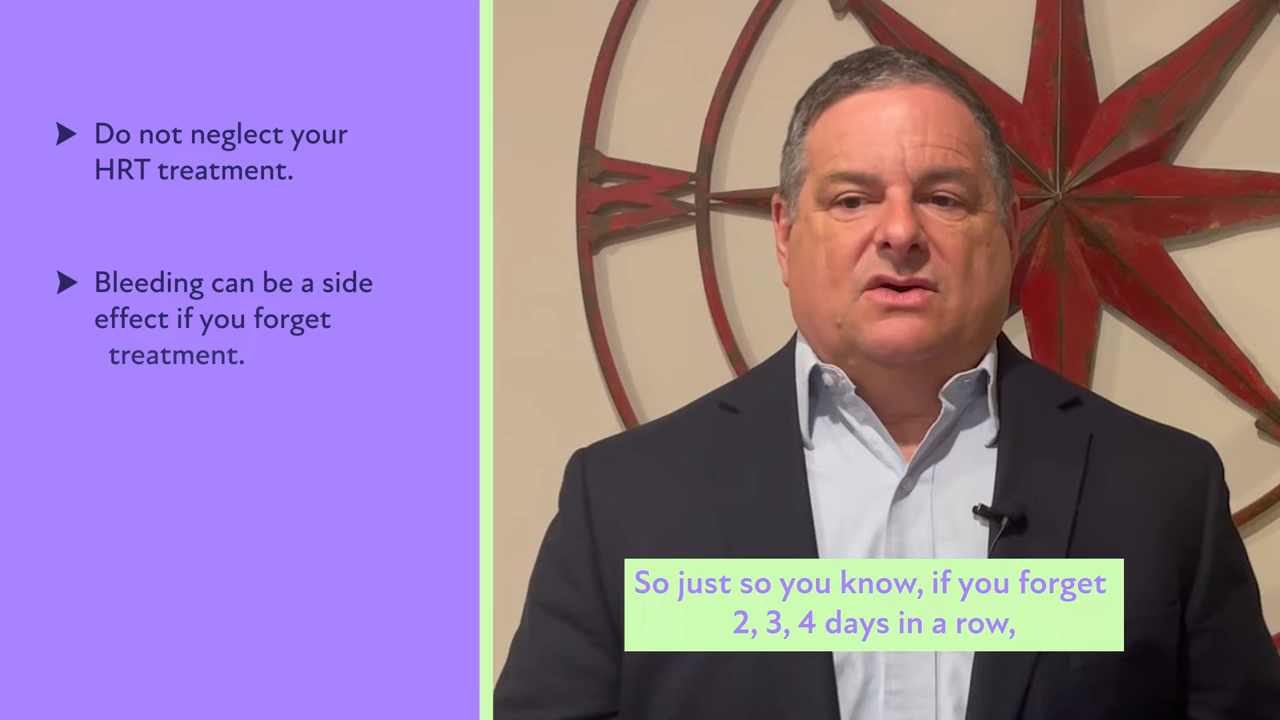 Do not neglect your
HRT treatment.
Bleeding can be a side
effect if you forget
treatment.
So just so you know, if you forget
2, 3, 4 days in a row,